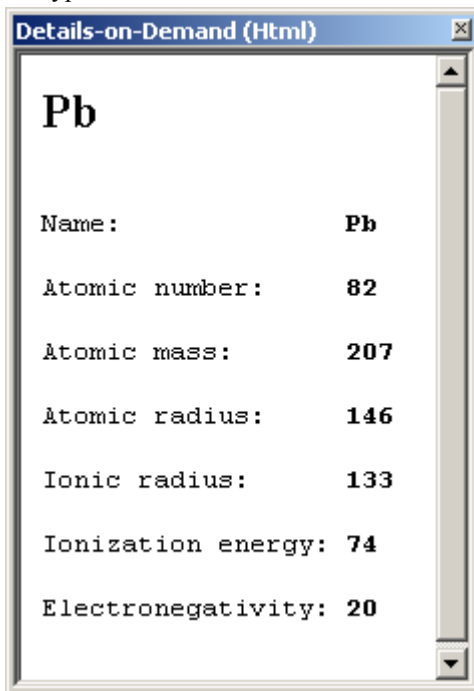 Details-on-Demand (Html)
Pb
Name: Pb
Atomic number: 82
Atomic mass: 207
Atomic radius: 146
Ionic radius: 133
Ionization energy: 74
Electronegativity: 20